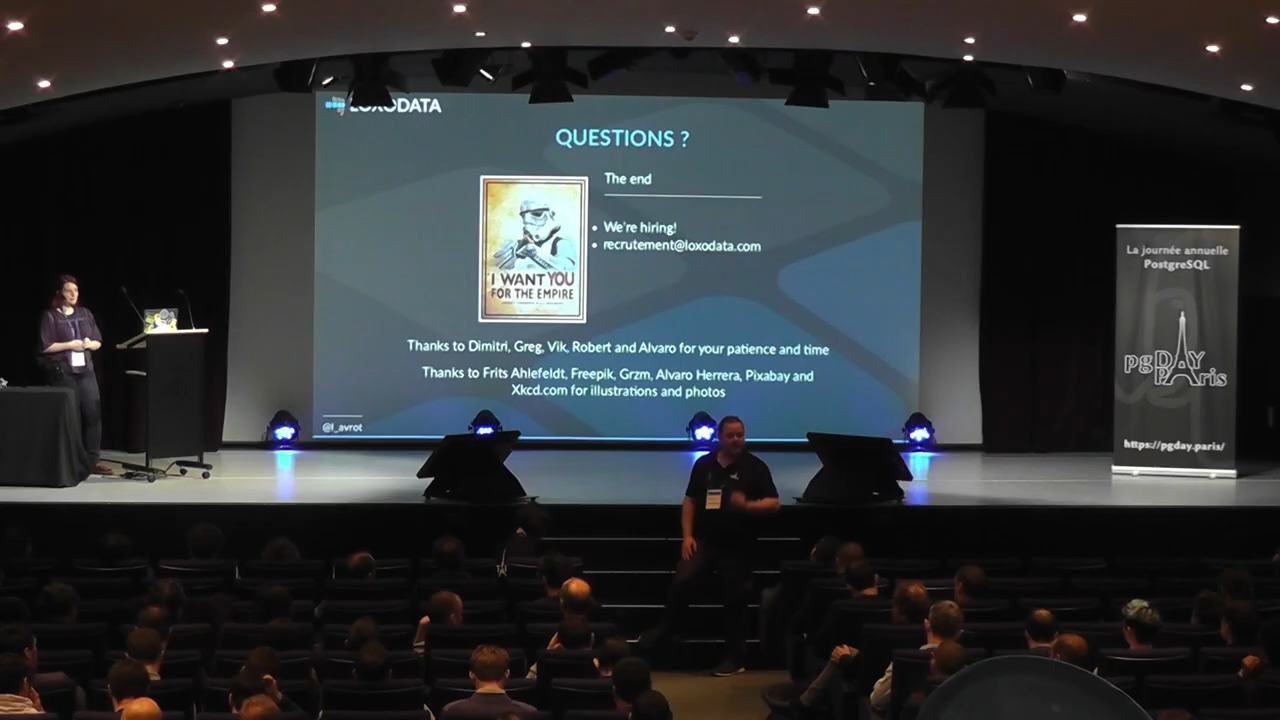 LOXODATA
QUESTIONS ?
The end
We're hiring!
recrutement@loxodata.com
I WANT YOU
FOR THE EMPIRE
Thanks to Dimitri, Greg, Vik, Robert and Alvaro for your patience and time
Thanks to Frits Ahlefeldt, Freepik, Grzm, Alvaro Herrera, Pixabay and
Xkcd.com for illustrations and photos
@l_avrot
La journée annuelle
PostgreSQL
pgDAY
PAris
https://pgday.paris/